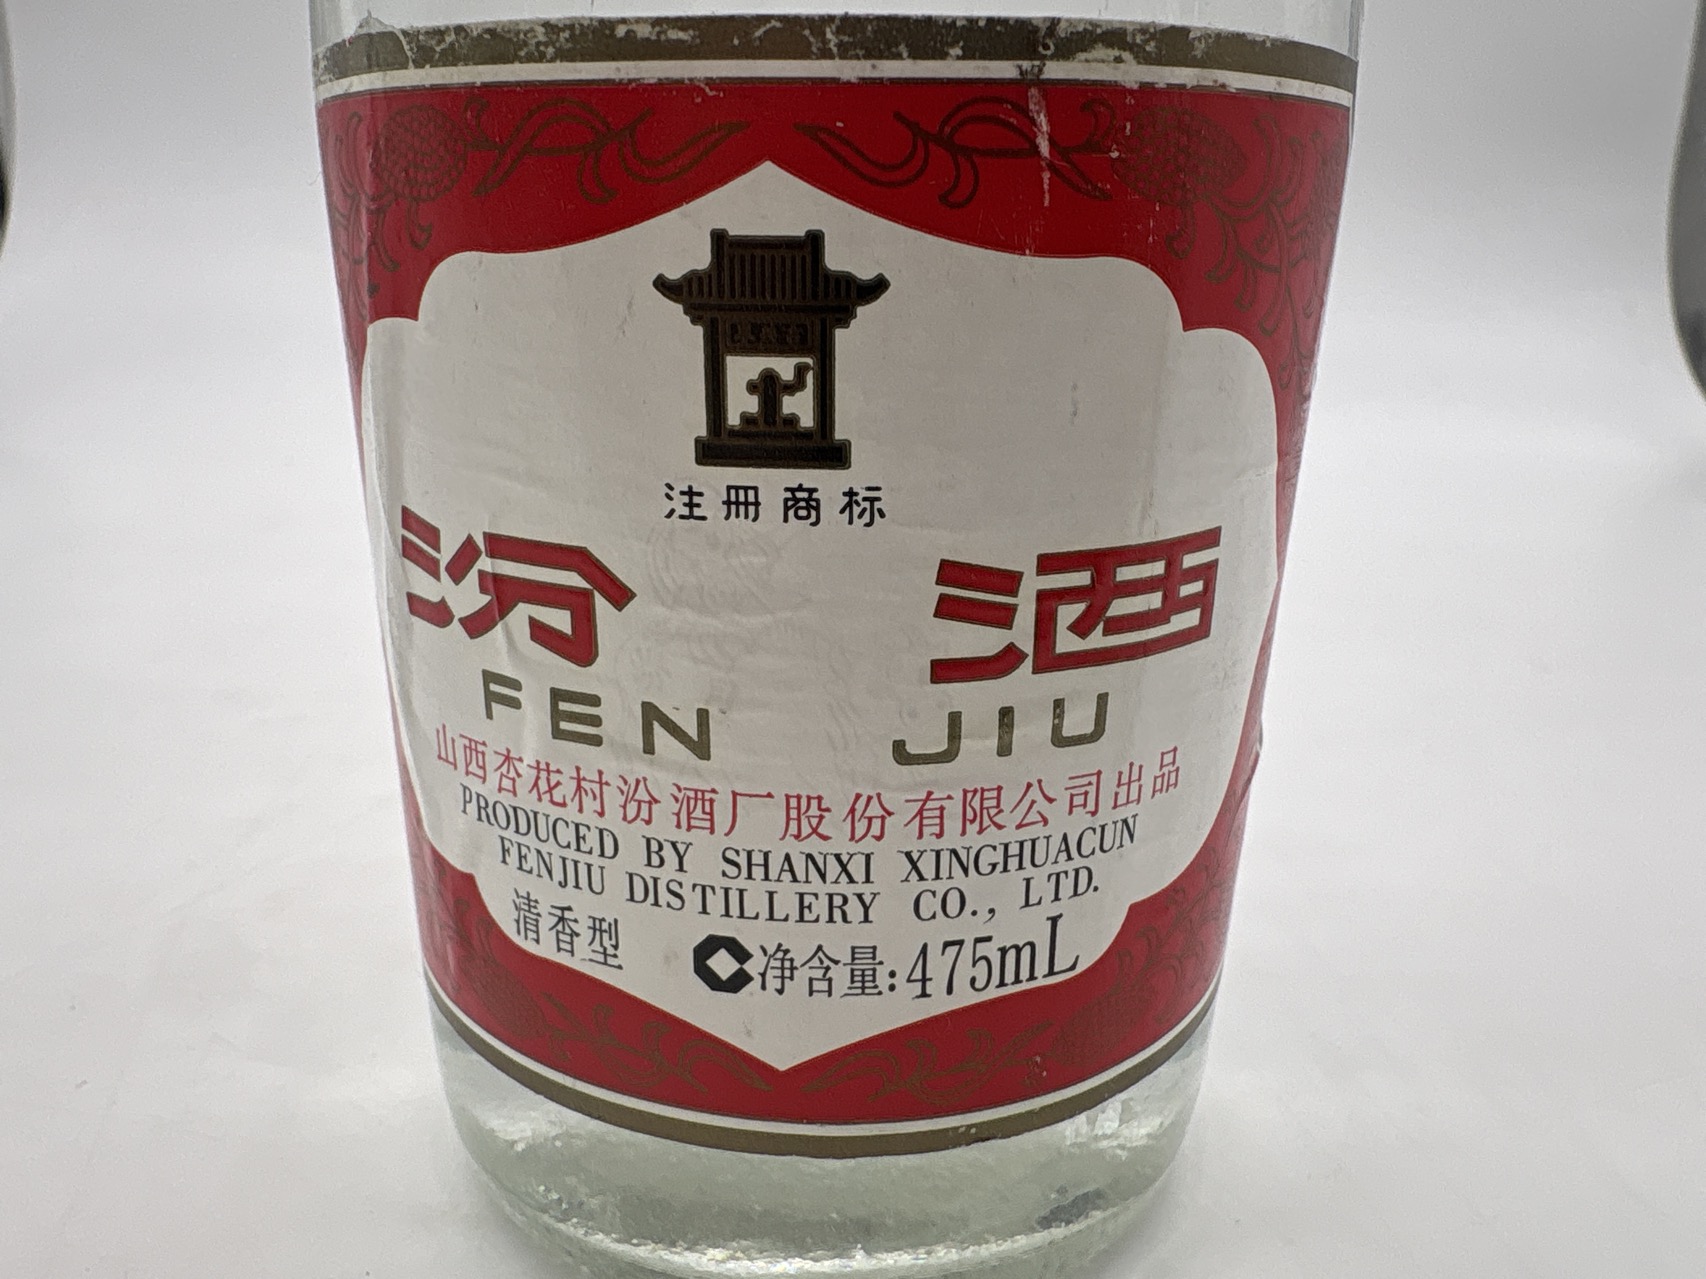 注冊商标
汾酒
FEN JIU
山西杏花村汾酒厂股份有限公司出品
PRODUCED BY SHANXI XINGHUACUN
FENJIU DISTILLERY CO., LTD.
清香型
净含量:475mL